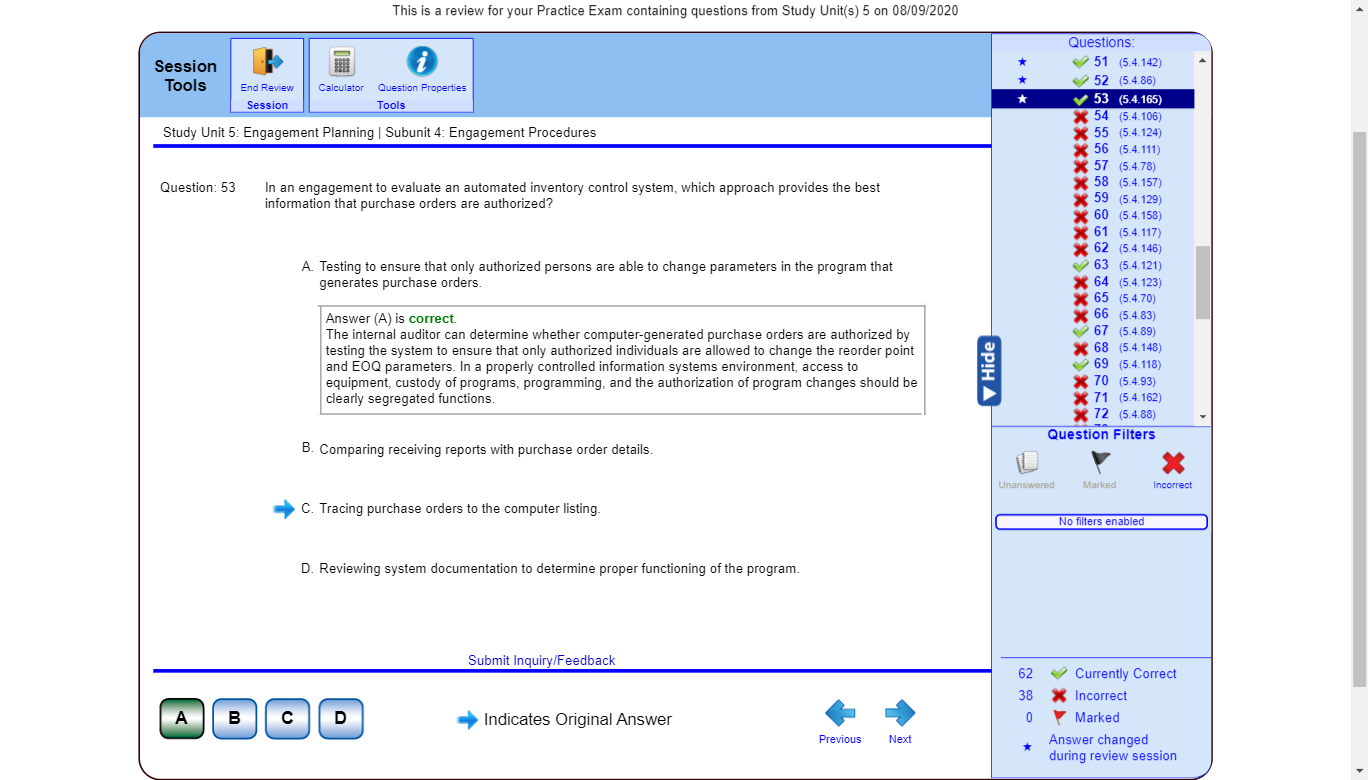 This is a review for your Practice Exam containing questions from Study Unit(s) 5 on 08/09/2020
Session
Tools
End Review
Session
Calculator
Question Properties
Tools
Study Unit 5: Engagement Planning | Subunit 4: Engagement Procedures
Question: 53
In an engagement to evaluate an automated inventory control system, which approach provides the best
information that purchase orders are authorized?
A. Testing to ensure that only authorized persons are able to change parameters in the program that
generates purchase orders.
Answer (A) is correct.
The internal auditor can determine whether computer-generated purchase orders are authorized by
testing the system to ensure that only authorized individuals are allowed to change the reorder point
and EOQ parameters. In a properly controlled information systems environment, access to
equipment, custody of programs, programming, and the authorization of program changes should be
clearly segregated functions.
B. Comparing receiving reports with purchase order details.
C. Tracing purchase orders to the computer listing.
D. Reviewing system documentation to determine proper functioning of the program.
Submit Inquiry/Feedback
A
B
C
D
Indicates Original Answer
Previous
Next
Hide
Questions:
51 (5.4.142)
52 (5.4.86)
53 (5.4.165)
54 (5.4.106)
55 (5.4.124)
56 (5.4.111)
57 (5.4.78)
58 (5.4.157)
59 (5.4.129)
60 (5.4.158)
61 (5.4.117)
62 (5.4.146)
63 (5.4.121)
64 (5.4.123)
65 (5.4.70)
66 (5.4.83)
67 (5.4.89)
68 (5.4.148)
69 (5.4.118)
70 (5.4.93)
71 (5.4.162)
72 (5.4.88)
Question Filters
Unanswered
Marked
Incorrect
No filters enabled
62 Currently Correct
38 Incorrect
0 Marked
Answer changed
during review session